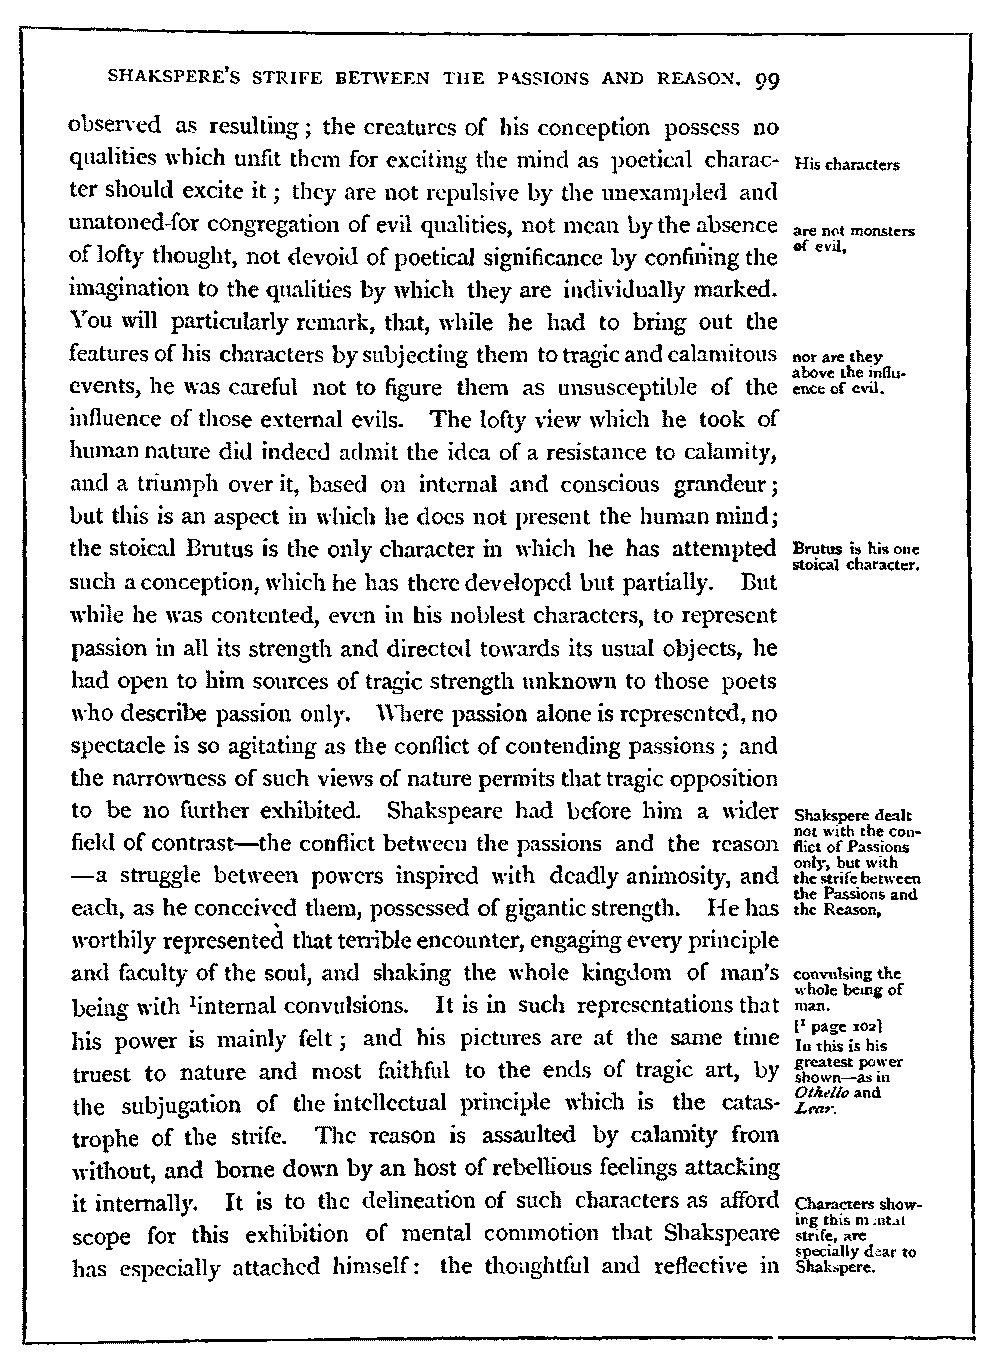 SHAKSPERE'S STRIFE BETWEEN THE PASSIONS AND REASON. 99
observed as resulting; the creatures of his conception possess no
qualities which unfit them for exciting the mind as poetical charac-
ter should excite it; they are not repulsive by the unexampled and
unatoned-for congregation of evil qualities, not mean by the absence
of lofty thought, not devoid of poetical significance by confining the
imagination to the qualities by which they are individually marked.
You will particularly remark, that, while he had to bring out the
features of his characters by subjecting them to tragic and calamitous
events, he was careful not to figure them as unsusceptible of the
influence of those external evils. The lofty view which he took of
human nature did indeed admit the idea of a resistance to calamity,
and a triumph over it, based on internal and conscious grandeur;
but this is an aspect in which he does not present the human mind;
the stoical Brutus is the only character in which he has attempted
such a conception, which he has there developed but partially. But
while he was contented, even in his noblest characters, to represent
passion in all its strength and directed towards its usual objects, he
had open to him sources of tragic strength unknown to those poets
who describe passion only. Where passion alone is represented, no
spectacle is so agitating as the conflict of contending passions; and
the narrowness of such views of nature permits that tragic opposition
to be no further exhibited. Shakspeare had before him a wider
field of contrast—the conflict between the passions and the reason
—a struggle between powers inspired with deadly animosity, and
each, as he conceived them, possessed of gigantic strength. He has
worthily represented that terrible encounter, engaging every principle
and faculty of the soul, and shaking the whole kingdom of man's
being with ¹internal convulsions. It is in such representations that
his power is mainly felt; and his pictures are at the same time
truest to nature and most faithful to the ends of tragic art, by
the subjugation of the intellectual principle which is the catas-
trophe of the strife. The reason is assaulted by calamity from
without, and borne down by an host of rebellious feelings attacking
it internally. It is to the delineation of such characters as afford
scope for this exhibition of mental commotion that Shakspeare
has especially attached himself: the thoughtful and reflective in
His characters
are not monsters
of evil,
nor are they
above the influ-
ence of evil.
Brutus is his one
stoical character.
Shakspere dealt
not with the con-
flict of Passions
only, but with
the strife between
the Passions and
the Reason,
convulsing the
whole being of
man.
[¹ page 102]
In this is his
greatest power
shown—as in
Othello and
Lear.
Characters show-
ing this mental
strife, are
specially dear to
Shakspere.